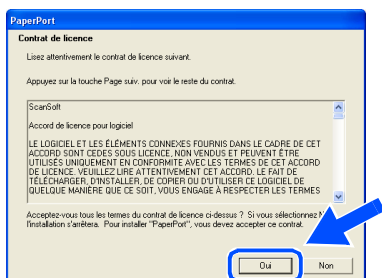 PaperPort
Contrat de licence
Lisez attentivement le contrat de licence suivant.
Appuyez sur la touche Page suiv. pour voir le reste du contrat.
ScanSoft
Accord de licence pour logiciel
LE LOGICIEL ET LES ÉLÉMENTS CONNEXES FOURNIS DANS LE CADRE DE CET
ACCORD SONT CEDES SOUS LICENCE, NON VENDUS ET PEUVENT ÊTRE
UTILISÉS UNIQUEMENT EN CONFORMITE AVEC LES TERMES DE CET ACCORD
DE LICENCE. VEUILLEZ LIRE ATTENTIVEMENT CET ACCORD. LE FAIT DE
TÉLÉCHARGER, D'INSTALLER, DE COPIER OU D'UTILISER CE LOGICIEL DE
QUELQUE MANIÈRE QUE CE SOIT, VOUS ENGAGE À RESPECTER LES TERMES
Acceptez-vous tous les termes du contrat de licence ci-dessus ? Si vous sélectionnez
l'installation s'arrêtera. Pour installer "PaperPort", vous devez accepter ce contrat.
Oui
Non